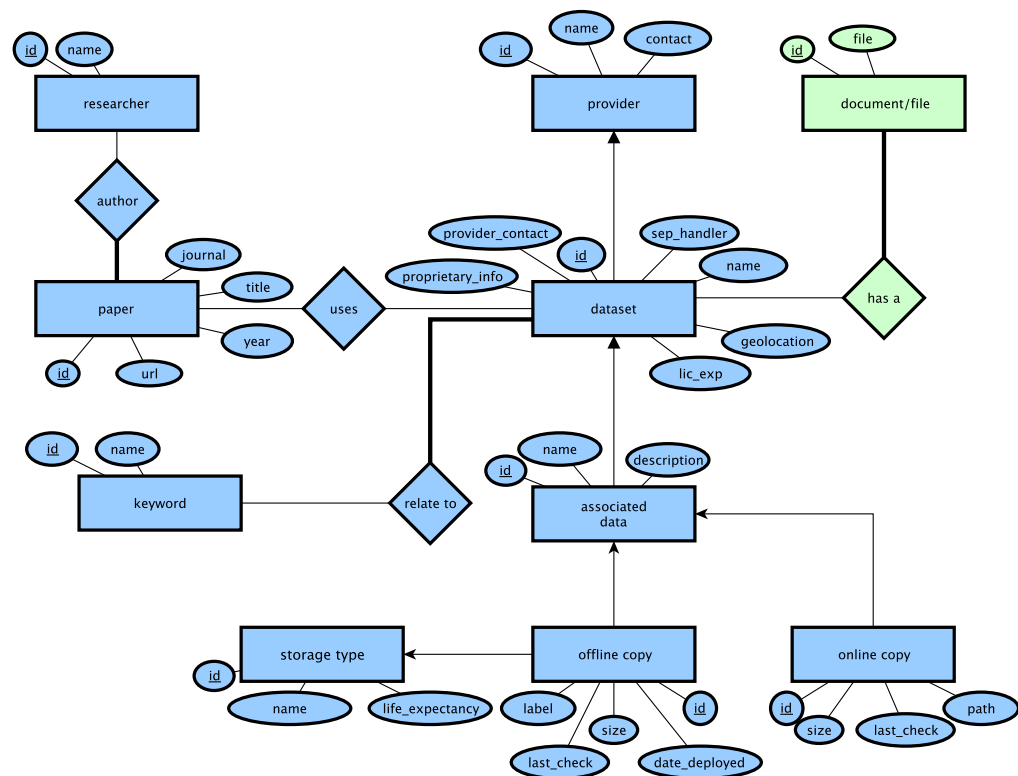 id
name
researcher
author
id
name
contact
provider
id
file
document/file
provider_contact
id
sep_handler
name
proprietary_info
dataset
geolocation
lic_exp
has a
journal
title
paper
year
id
url
uses
id
name
keyword
relate to
id
name
description
associated
data
storage type
id
name
life_expectancy
offline copy
label
last_check
size
date_deployed
id
online copy
id
size
last_check
path